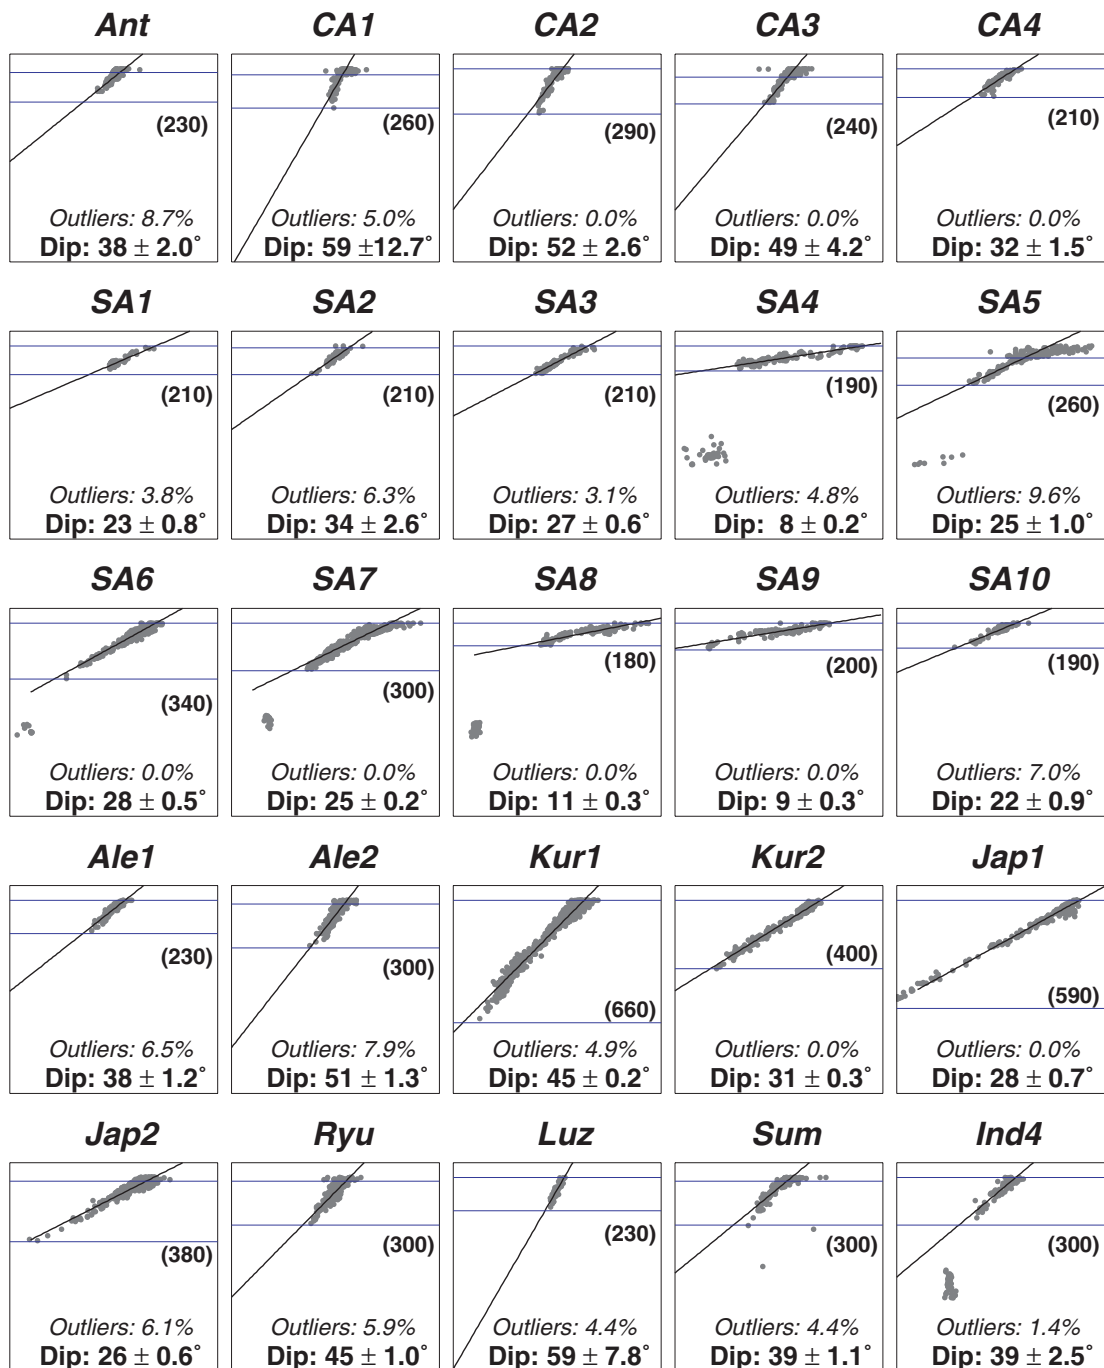 Ant CA1 CA2 CA3 CA4
(230) (260) (290) (240) (210)
Outliers: 8.7% Outliers: 5.0% Outliers: 0.0% Outliers: 0.0% Outliers: 0.0%
Dip: 38 ± 2.0° Dip: 59 ±12.7° Dip: 52 ± 2.6° Dip: 49 ± 4.2° Dip: 32 ± 1.5°
SA1 SA2 SA3 SA4 SA5
(210) (210) (210) (190) (260)
Outliers: 3.8% Outliers: 6.3% Outliers: 3.1% Outliers: 4.8% Outliers: 9.6%
Dip: 23 ± 0.8° Dip: 34 ± 2.6° Dip: 27 ± 0.6° Dip: 8 ± 0.2° Dip: 25 ± 1.0°
SA6 SA7 SA8 SA9 SA10
(340) (300) (180) (200) (190)
Outliers: 0.0% Outliers: 0.0% Outliers: 0.0% Outliers: 0.0% Outliers: 7.0%
Dip: 28 ± 0.5° Dip: 25 ± 0.2° Dip: 11 ± 0.3° Dip: 9 ± 0.3° Dip: 22 ± 0.9°
Ale1 Ale2 Kur1 Kur2 Jap1
(230) (300) (660) (400) (590)
Outliers: 6.5% Outliers: 7.9% Outliers: 4.9% Outliers: 0.0% Outliers: 0.0%
Dip: 38 ± 1.2° Dip: 51 ± 1.3° Dip: 45 ± 0.2° Dip: 31 ± 0.3° Dip: 28 ± 0.7°
Jap2 Ryu Luz Sum Ind4
(380) (300) (230) (300) (300)
Outliers: 6.1% Outliers: 5.9% Outliers: 4.4% Outliers: 4.4% Outliers: 1.4%
Dip: 26 ± 0.6° Dip: 45 ± 1.0° Dip: 59 ± 7.8° Dip: 39 ± 1.1° Dip: 39 ± 2.5°